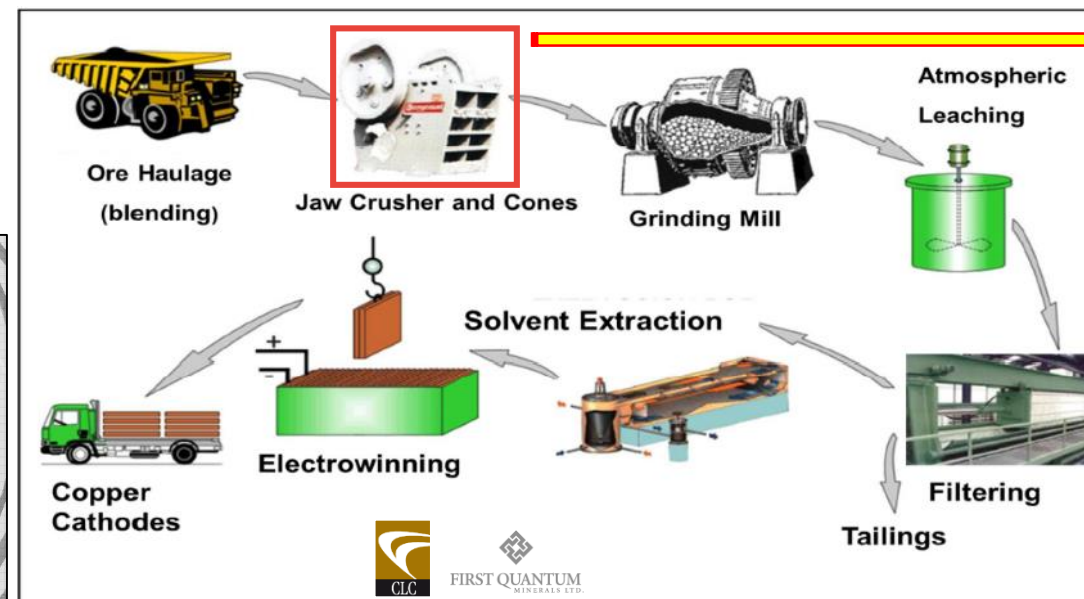 Atmospheric
Leaching
Ore Haulage
(blending)
Jaw Crusher and Cones
Grinding Mill
Solvent Extraction
+
–
Electrowinning
Copper
Cathodes
Filtering
Tailings
CLC
FIRST QUANTUM
MINERALS LTD.